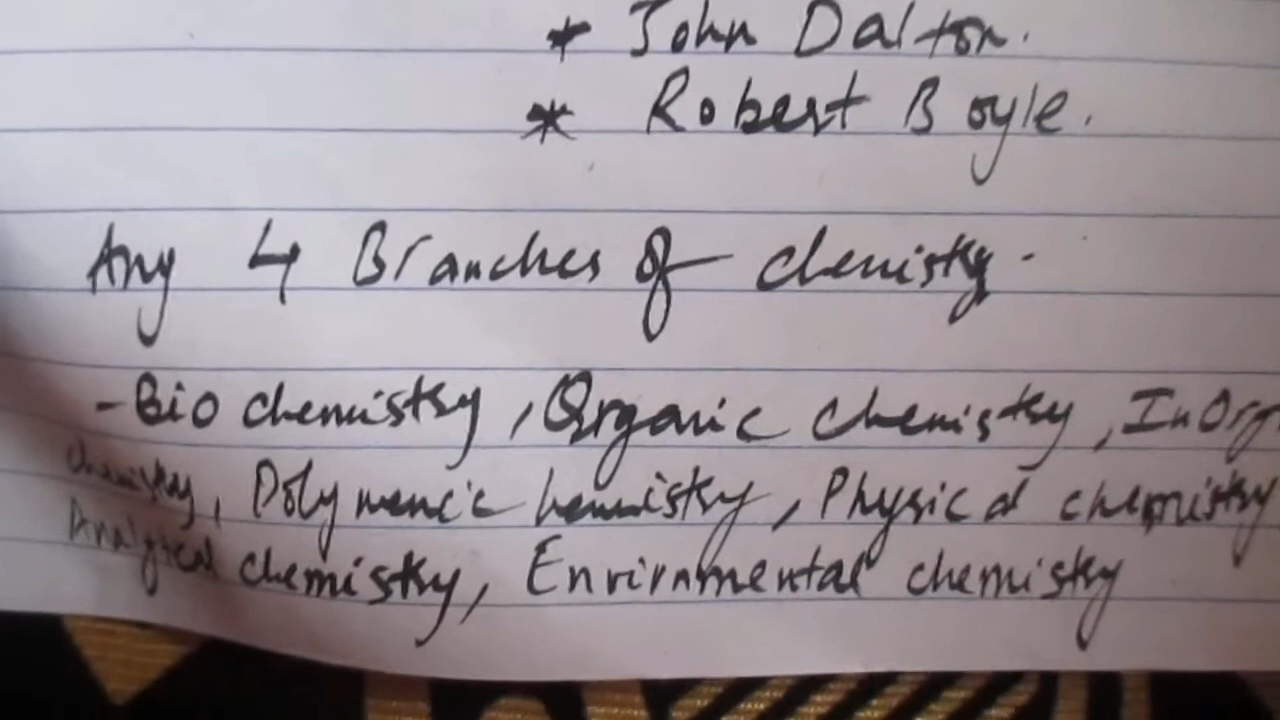 * John Dalton.
* Robert Boyle.
Any 4 Branches of chemistry.
- Bio chemistry, Organic chemistry, InOrg
chemistry, Polymeric chemistry, Physical chemistry
Analytical chemistry, Envirnmental chemistry